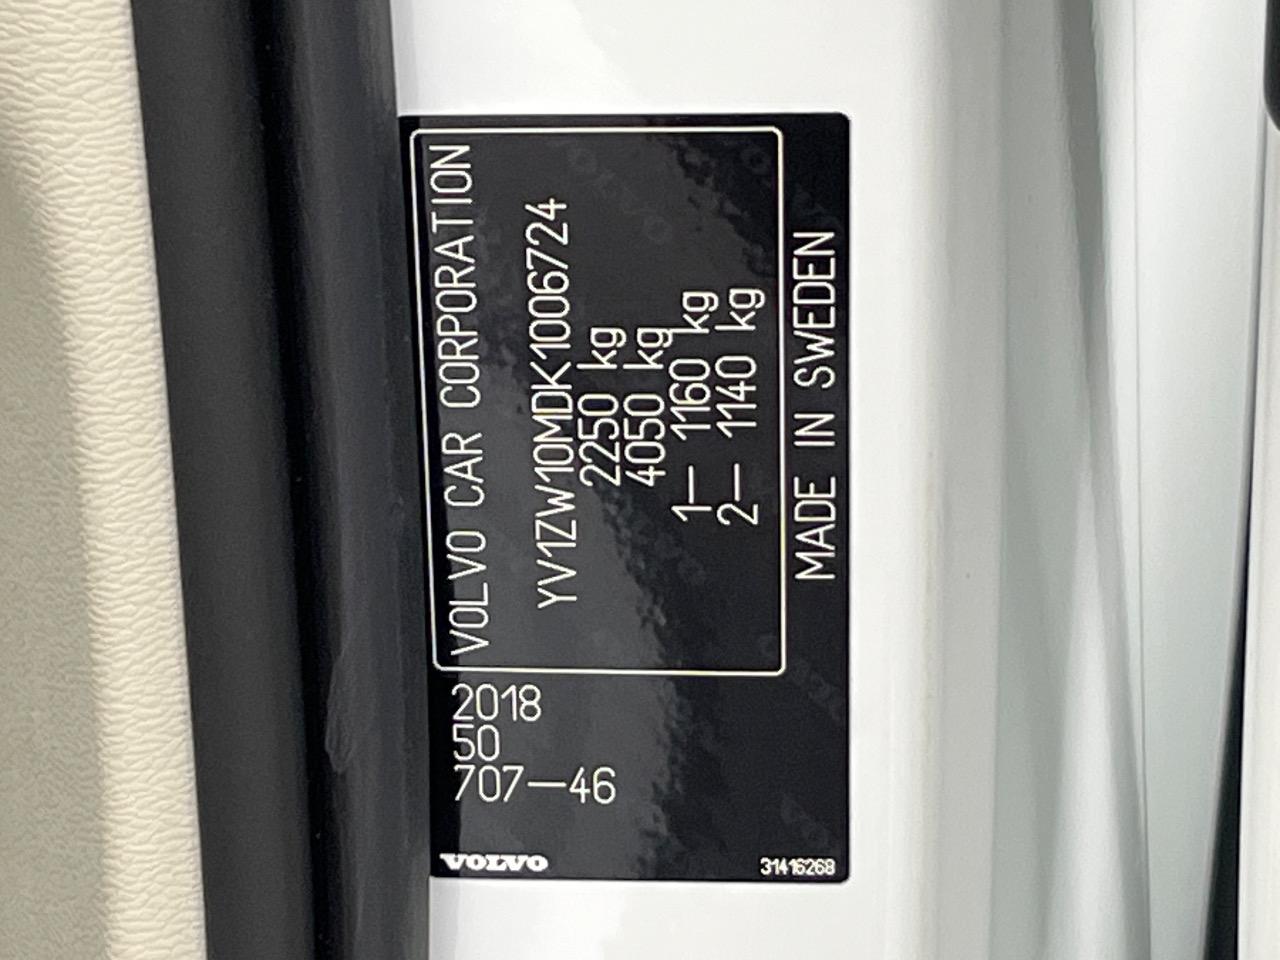 VOLVO CAR CORPORATION
YV1ZW10MDK1006724
2250 kg
4050 kg
1— 1160 kg
2— 1140 kg
MADE IN SWEDEN
2018
50
707—46
VOLVO
31416268